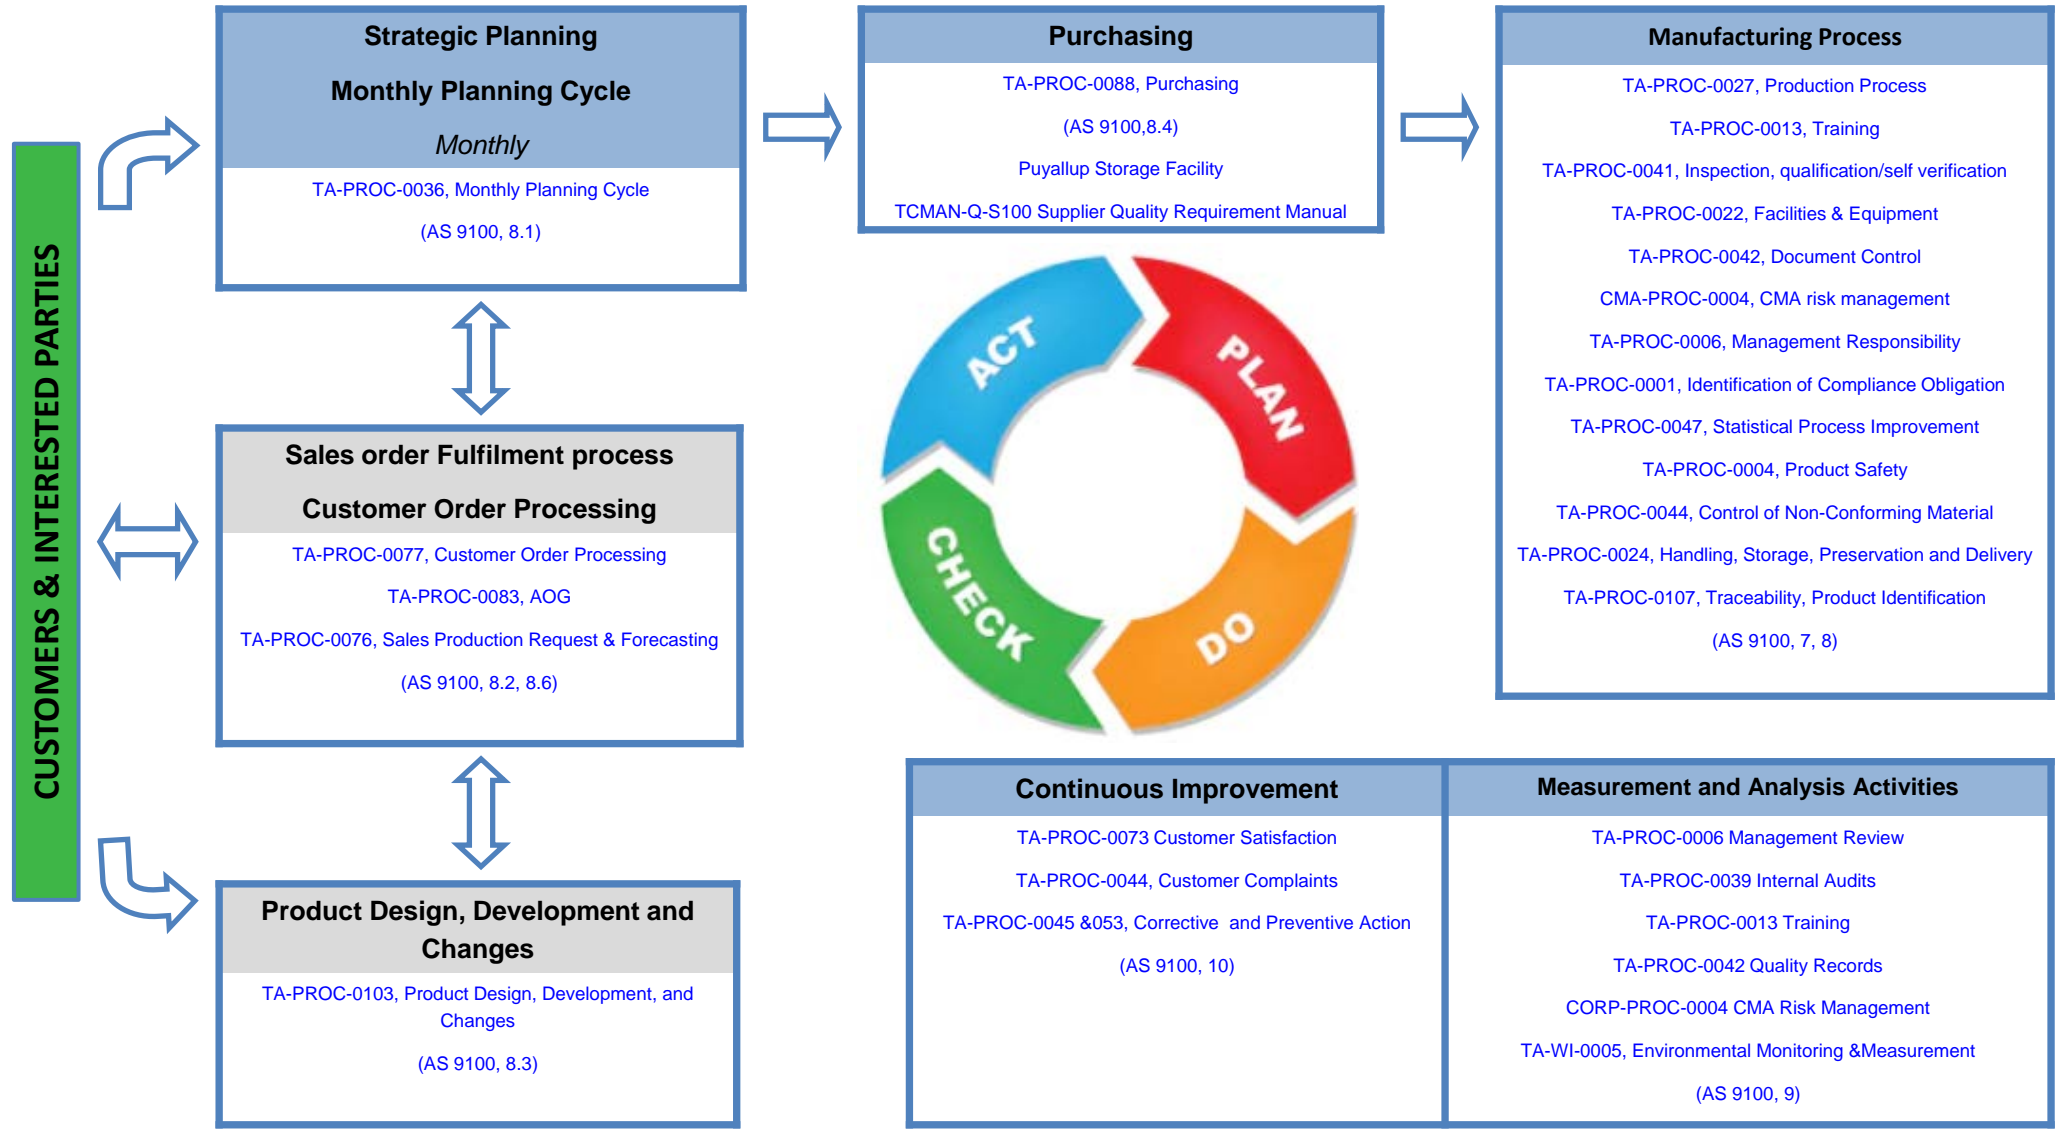 CUSTOMERS & INTERESTED PARTIES
Strategic Planning
Monthly Planning Cycle
Monthly
TA-PROC-0036, Monthly Planning Cycle
(AS 9100, 8.1)
Sales order Fulfilment process
Customer Order Processing
TA-PROC-0077, Customer Order Processing
TA-PROC-0083, AOG
TA-PROC-0076, Sales Production Request & Forecasting
(AS 9100, 8.2, 8.6)
Product Design, Development and
Changes
TA-PROC-0103, Product Design, Development, and
Changes
(AS 9100, 8.3)
Purchasing
TA-PROC-0088, Purchasing
(AS 9100,8.4)
Puyallup Storage Facility
TCMAN-Q-S100 Supplier Quality Requirement Manual
ACT
PLAN
CHECK
DO
Manufacturing Process
TA-PROC-0027, Production Process
TA-PROC-0013, Training
TA-PROC-0041, Inspection, qualification/self verification
TA-PROC-0022, Facilities & Equipment
TA-PROC-0042, Document Control
CMA-PROC-0004, CMA risk management
TA-PROC-0006, Management Responsibility
TA-PROC-0001, Identification of Compliance Obligation
TA-PROC-0047, Statistical Process Improvement
TA-PROC-0004, Product Safety
TA-PROC-0044, Control of Non-Conforming Material
TA-PROC-0024, Handling, Storage, Preservation and Delivery
TA-PROC-0107, Traceability, Product Identification
(AS 9100, 7, 8)
Continuous Improvement
TA-PROC-0073 Customer Satisfaction
TA-PROC-0044, Customer Complaints
TA-PROC-0045 &053, Corrective  and Preventive Action
(AS 9100, 10)
Measurement and Analysis Activities
TA-PROC-0006 Management Review
TA-PROC-0039 Internal Audits
TA-PROC-0013 Training
TA-PROC-0042 Quality Records
CORP-PROC-0004 CMA Risk Management
TA-WI-0005, Environmental Monitoring &Measurement
(AS 9100, 9)